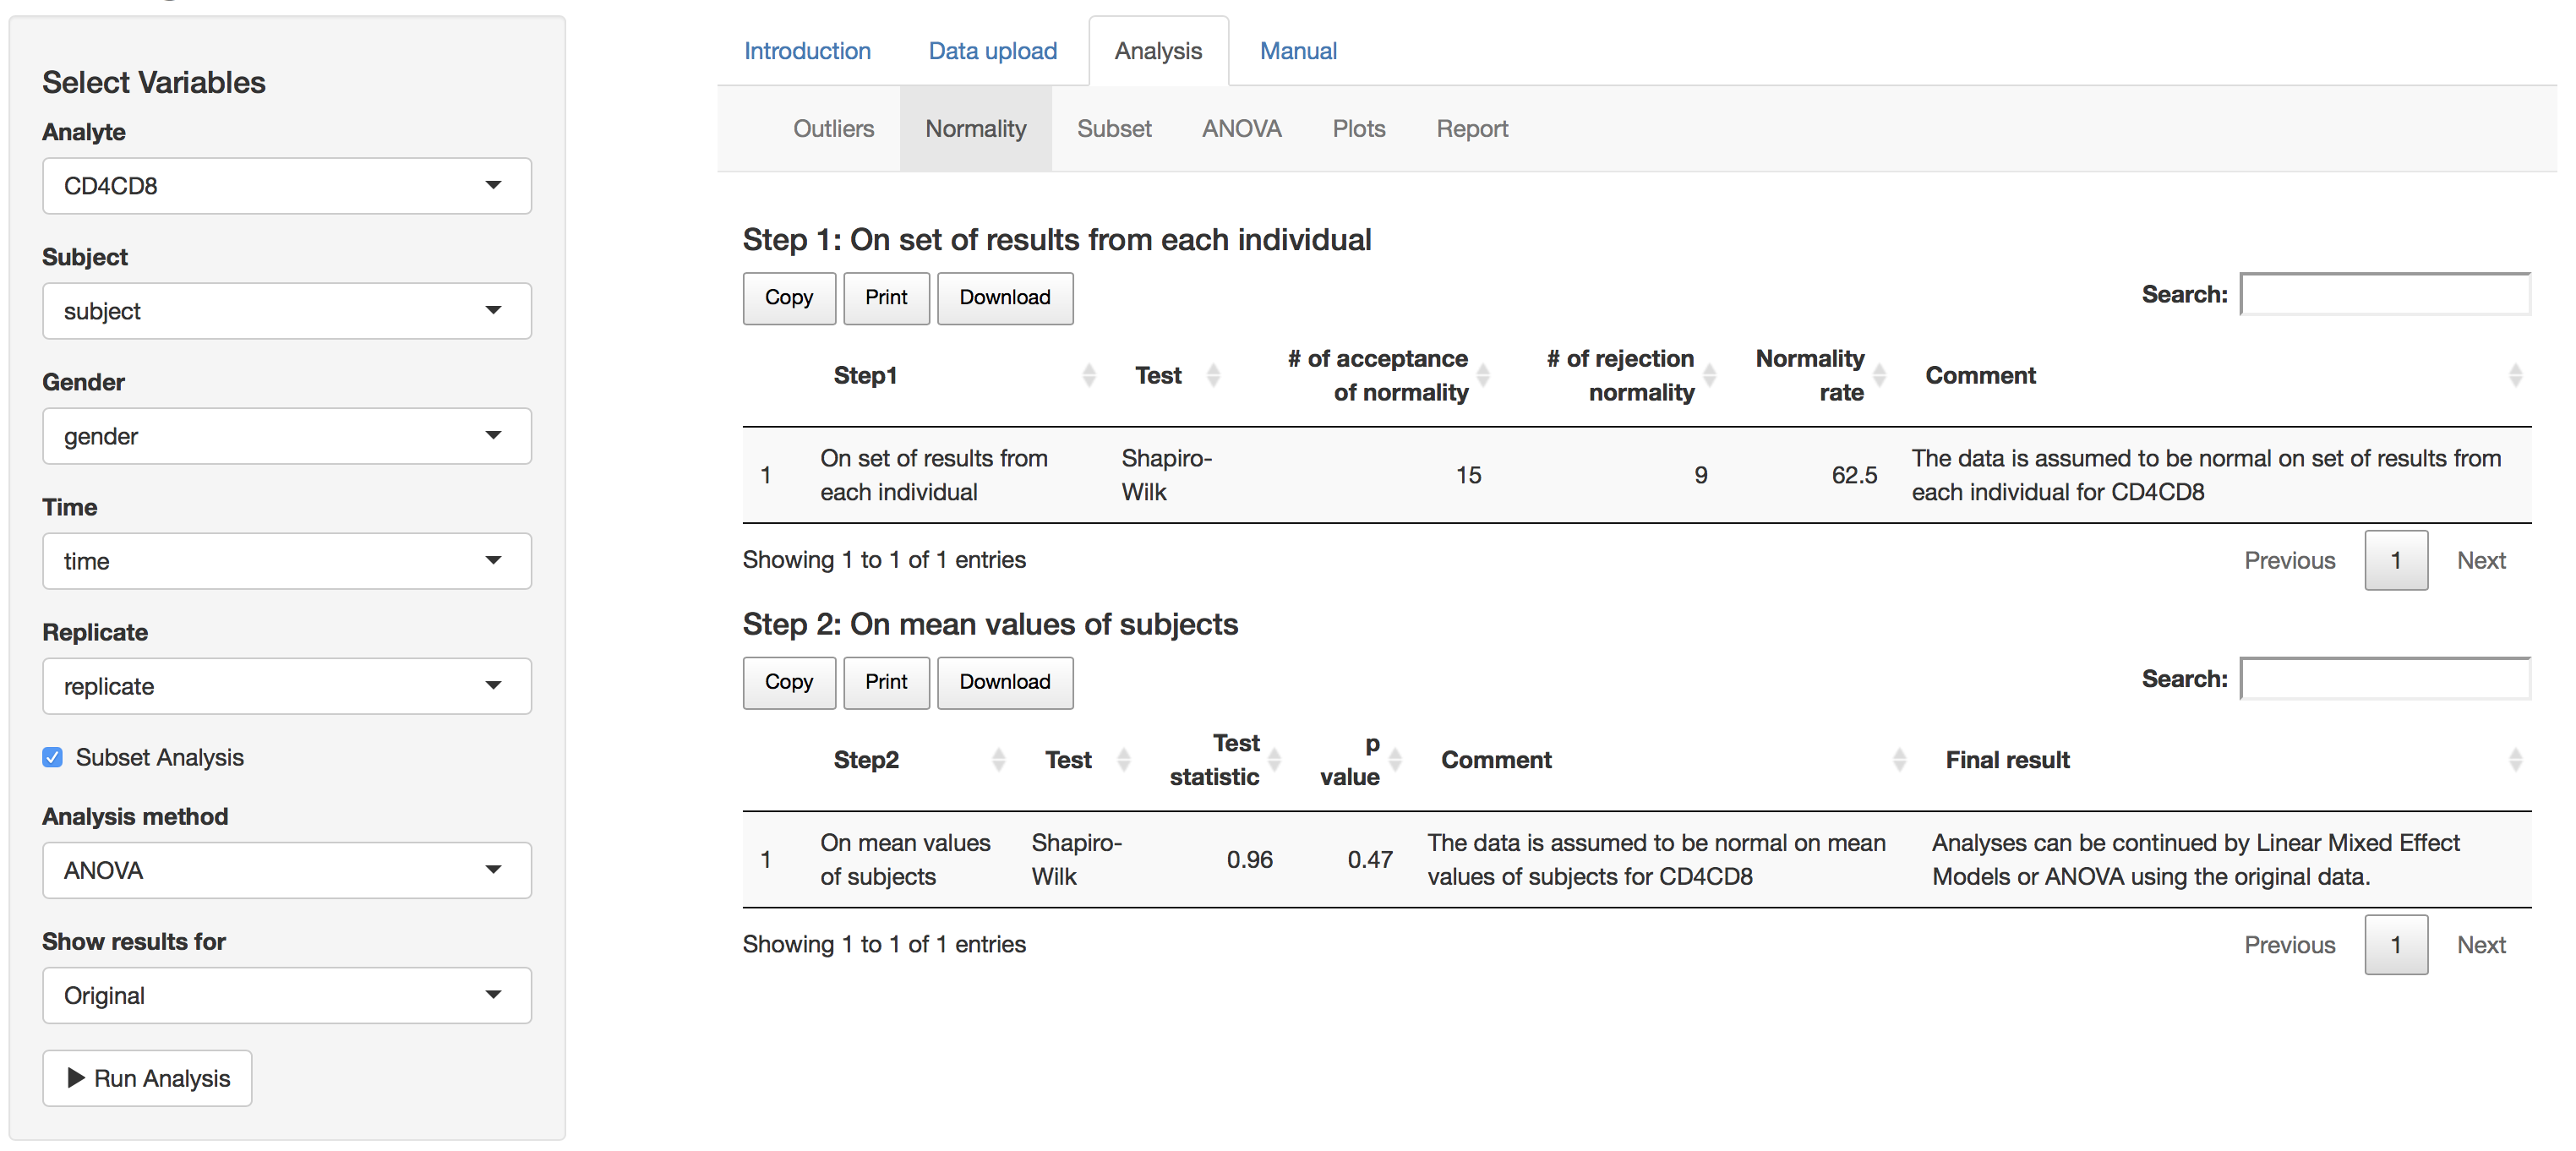 Select Variables
Analyte
CD4CD8
Subject
subject
Gender
gender
Time
time
Replicate
replicate
Subset Analysis
Analysis method
ANOVA
Show results for
Original
Run Analysis
Introduction Data upload Analysis Manual
Outliers Normality Subset ANOVA Plots Report
Step 1: On set of results from each individual
Copy Print Download Search:
Step1 Test # of acceptance of normality # of rejection normality Normality rate Comment
1 On set of results from each individual Shapiro-Wilk 15 9 62.5 The data is assumed to be normal on set of results from each individual for CD4CD8
Showing 1 to 1 of 1 entries Previous 1 Next
Step 2: On mean values of subjects
Copy Print Download Search:
Step2 Test Test statistic p value Comment Final result
1 On mean values of subjects Shapiro-Wilk 0.96 0.47 The data is assumed to be normal on mean values of subjects for CD4CD8 Analyses can be continued by Linear Mixed Effect Models or ANOVA using the original data.
Showing 1 to 1 of 1 entries Previous 1 Next